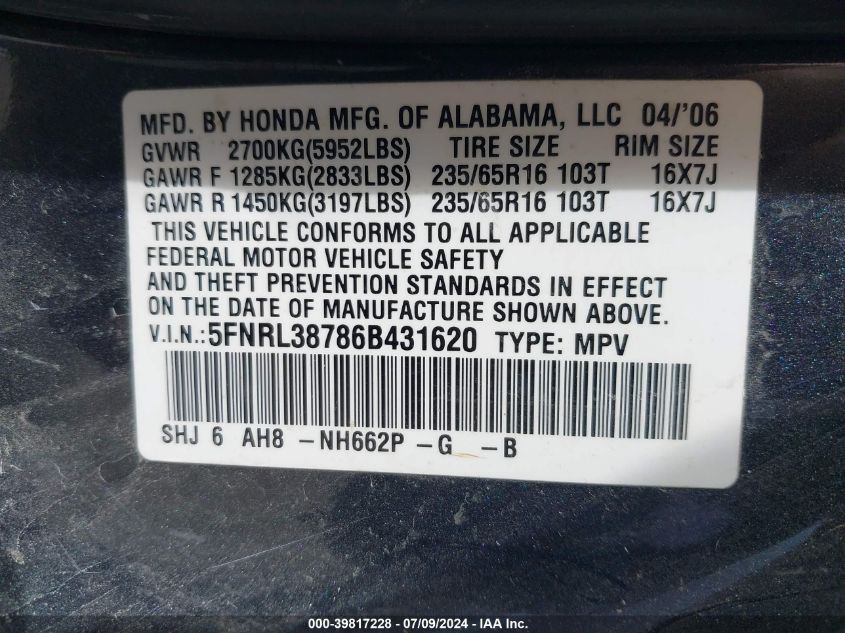 MFD. BY HONDA MFG. OF ALABAMA, LLC 04/'06
GVWR 2700KG(5952LBS) TIRE SIZE RIM SIZE
GAWR F 1285KG(2833LBS) 235/65R16 103T 16X7J
GAWR R 1450KG(3197LBS) 235/65R16 103T 16X7J
THIS VEHICLE CONFORMS TO ALL APPLICABLE
FEDERAL MOTOR VEHICLE SAFETY
AND THEFT PREVENTION STANDARDS IN EFFECT
ON THE DATE OF MANUFACTURE SHOWN ABOVE.
V.I.N.: 5FNRL38786B431620 TYPE: MPV
SHJ 6 AH8 -NH662P -G -B
000-39817228 - 07/09/2024 - IAA Inc.